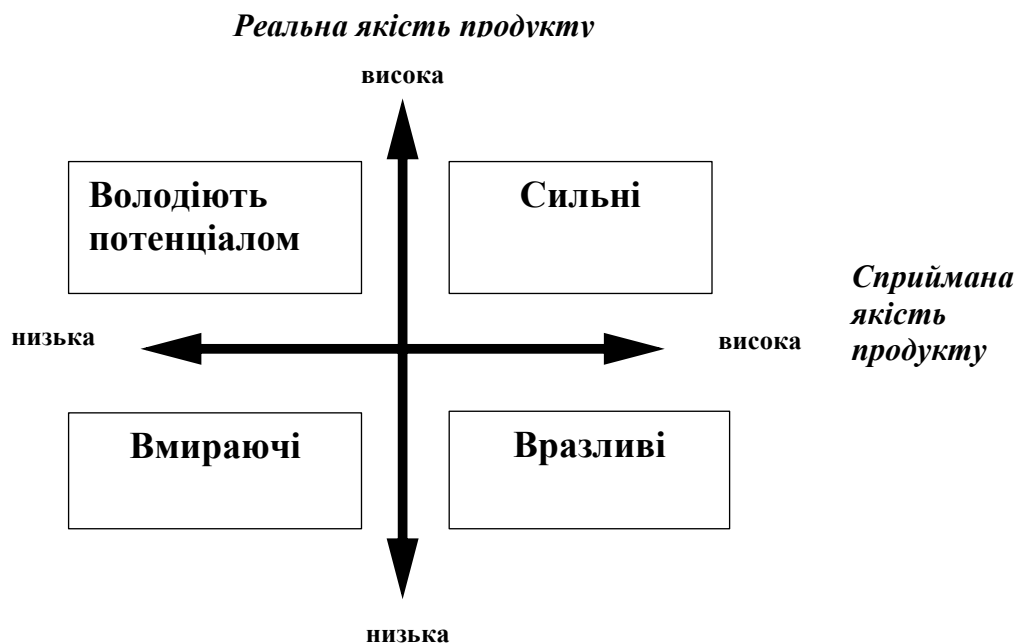 Реальна якість продукту
висока
Володіють
потенціалом
Сильні
Сприймана
якість
продукту
низька
висока
Вмираючі
Вразливі
низька